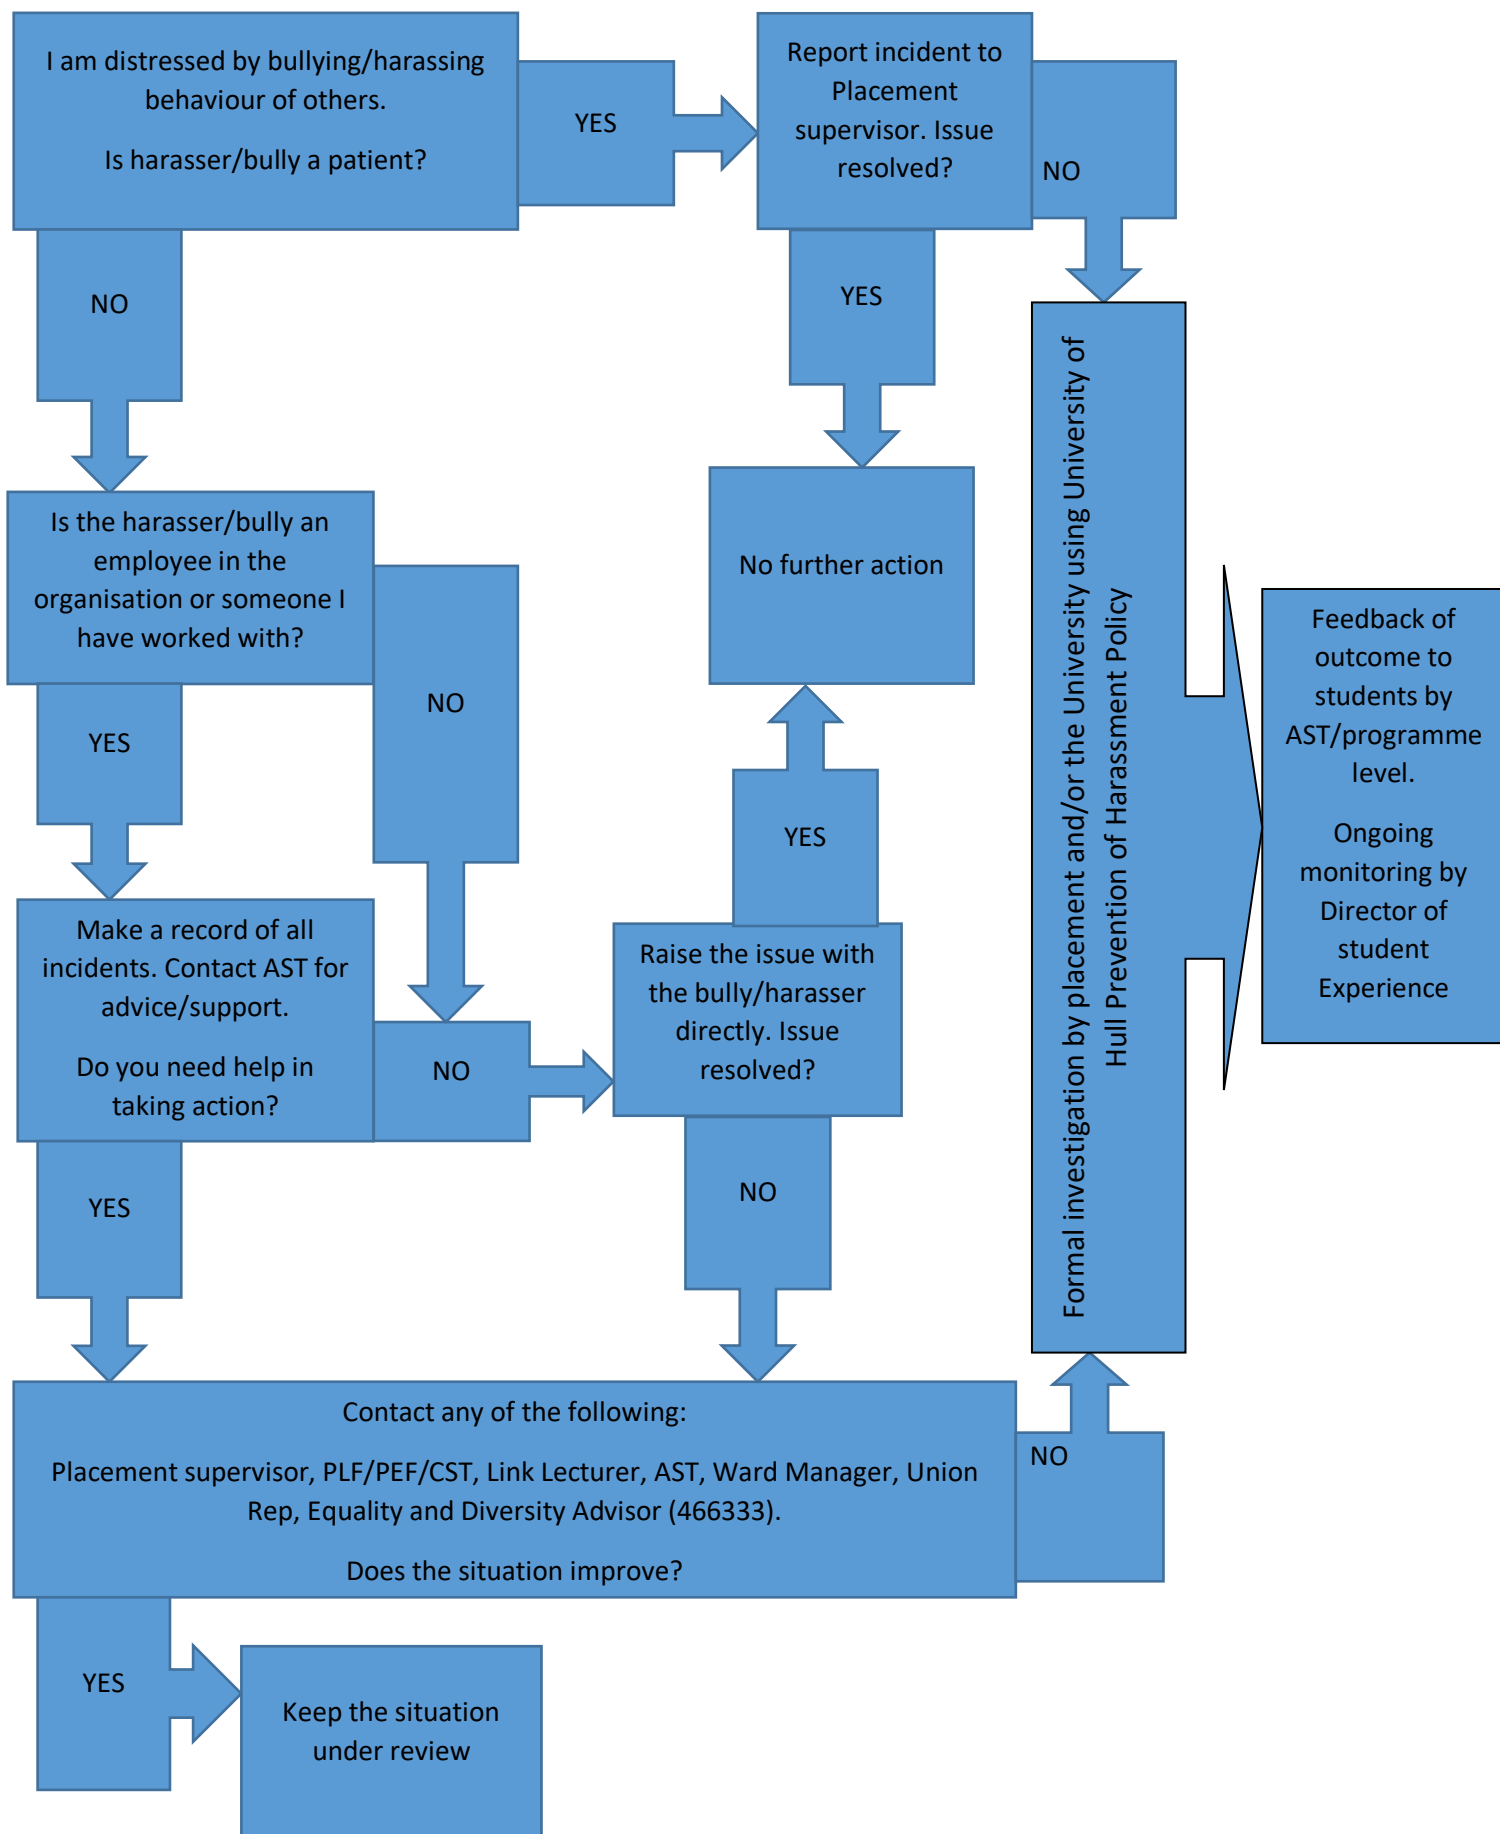 I am distressed by bullying/harassing
behaviour of others.
Is harasser/bully a patient?
YES
Report incident to
Placement
supervisor. Issue
resolved?
NO
NO
YES
Is the harasser/bully an
employee in the
organisation or someone I
have worked with?
NO
YES
No further action
Formal investigation by placement and/or the University using University of
Hull Prevention of Harassment Policy
Feedback of
outcome to
students by
AST/programme
level.
Ongoing
monitoring by
Director of
student
Experience
YES
Make a record of all
incidents. Contact AST for
advice/support.
Do you need help in
taking action?
NO
Raise the issue with
the bully/harasser
directly. Issue
resolved?
YES
NO
Contact any of the following:
Placement supervisor, PLF/PEF/CST, Link Lecturer, AST, Ward Manager, Union
Rep, Equality and Diversity Advisor (466333).
Does the situation improve?
NO
YES
Keep the situation
under review